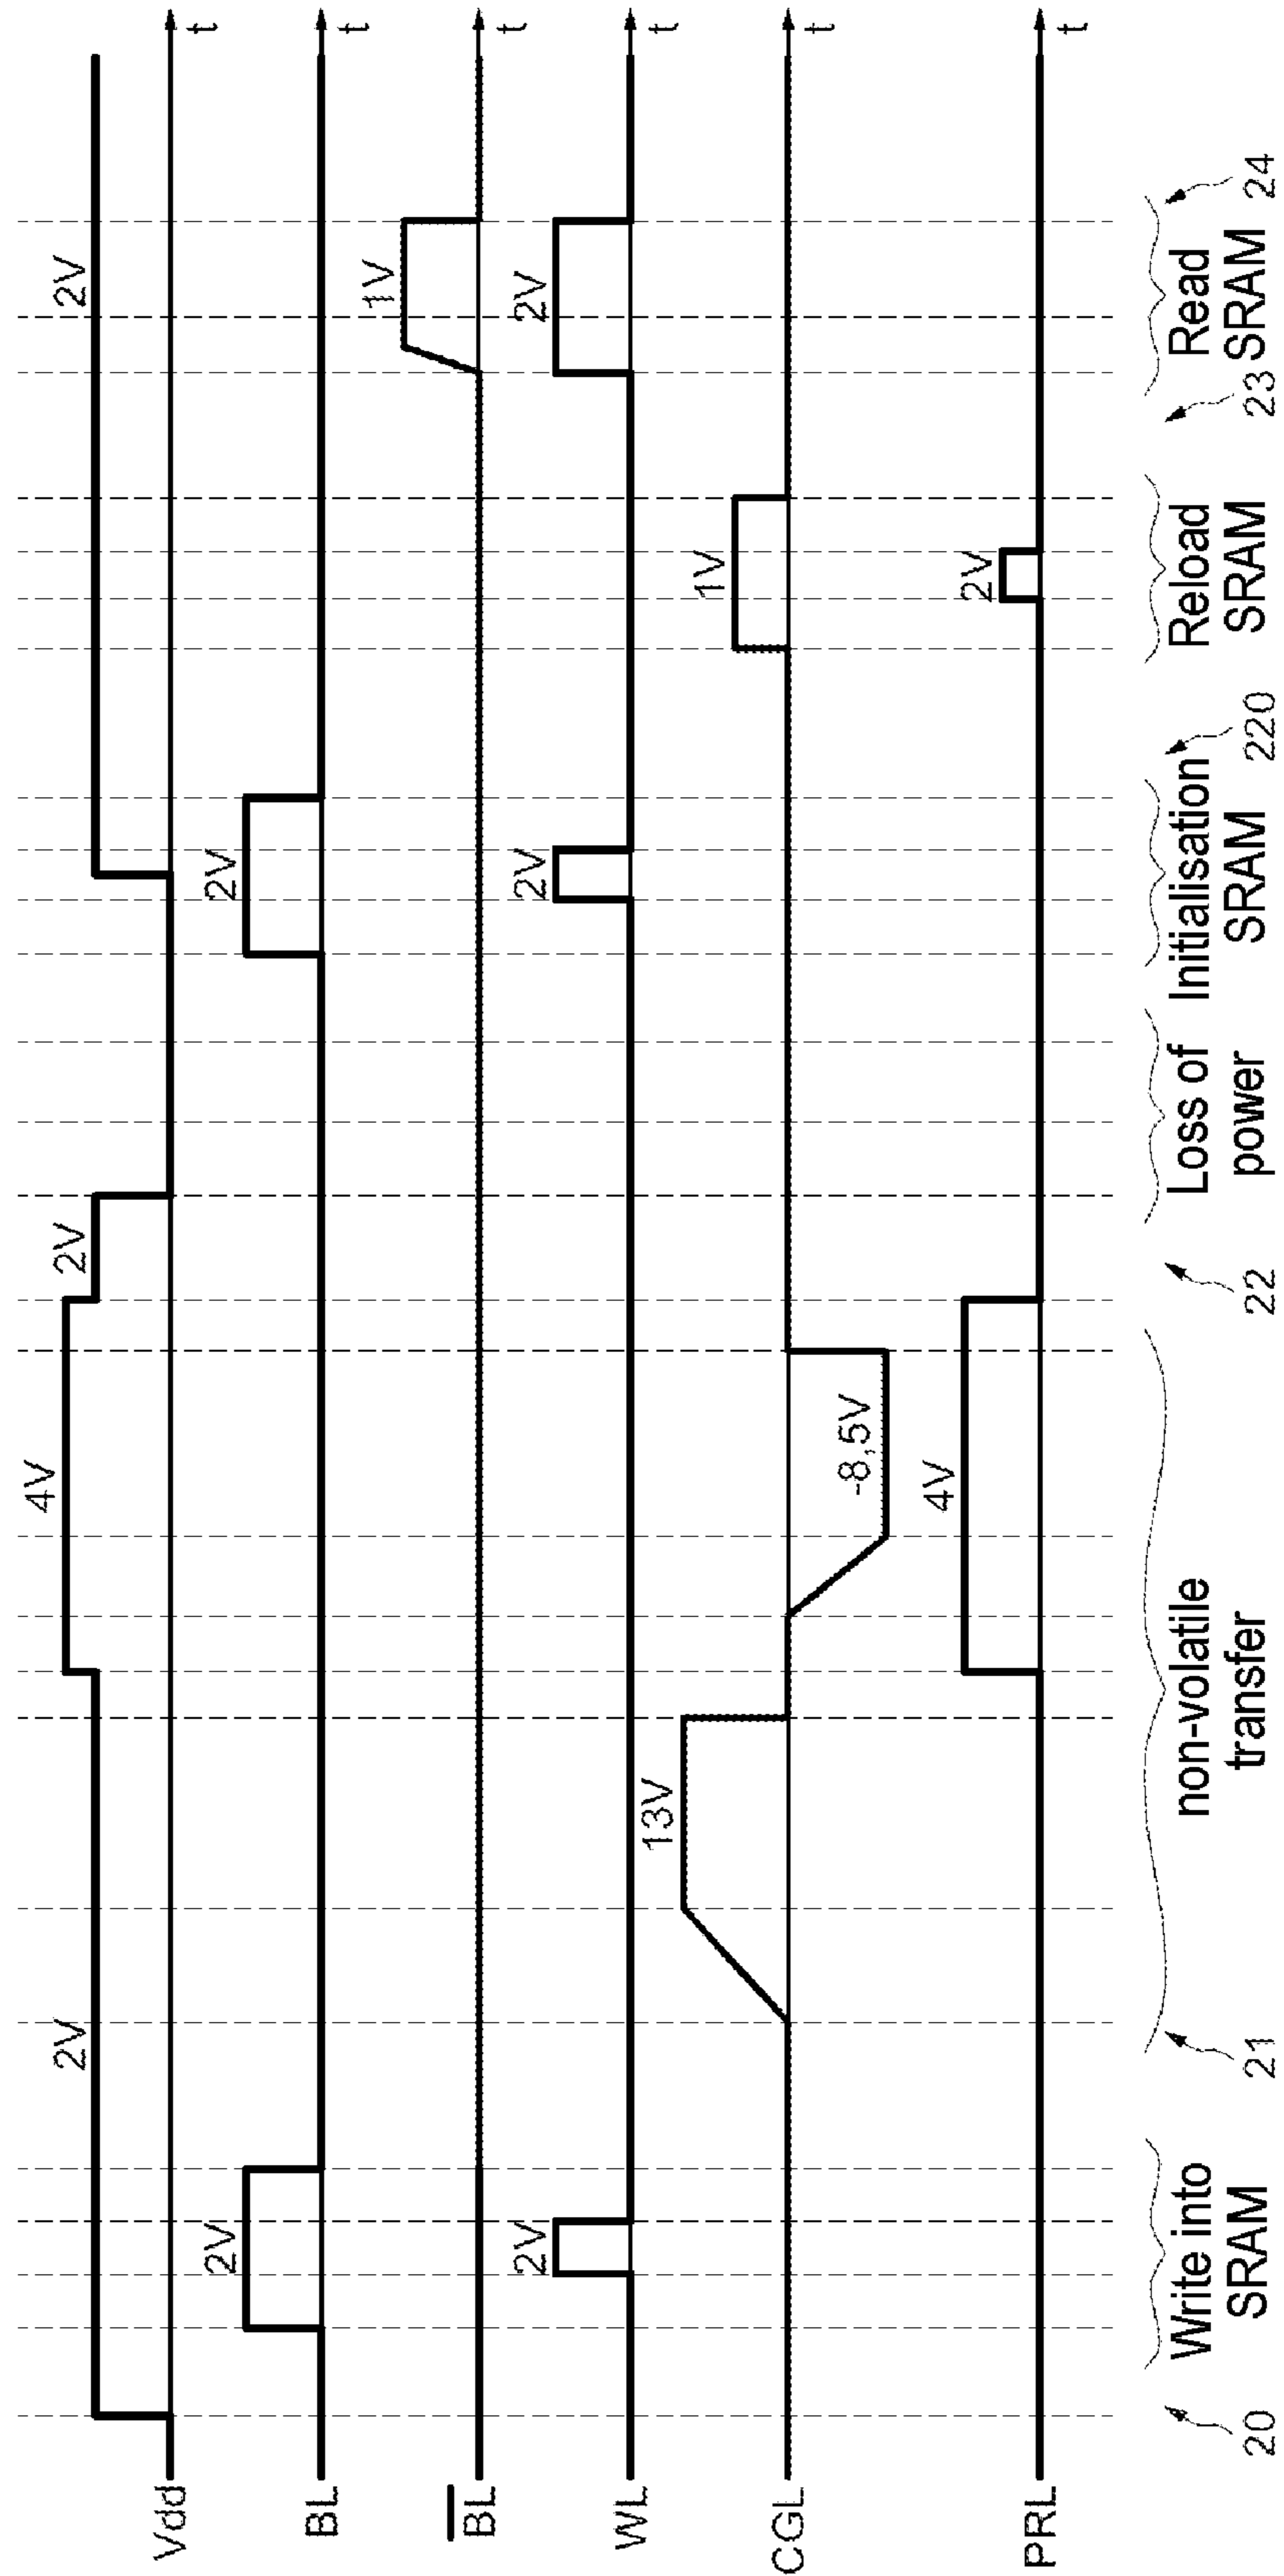 Vdd
2V
4V
2V
2V
t
BL
2V
2V
t
BL
1V
t
WL
2V
2V
2V
t
CGL
13V
-8,5V
1V
t
PRL
4V
2V
t
Write into
SRAM
non-volatile
transfer
Loss of
power
Initialisation
SRAM
Reload
SRAM
Read
SRAM
20
21
22
220
23
24